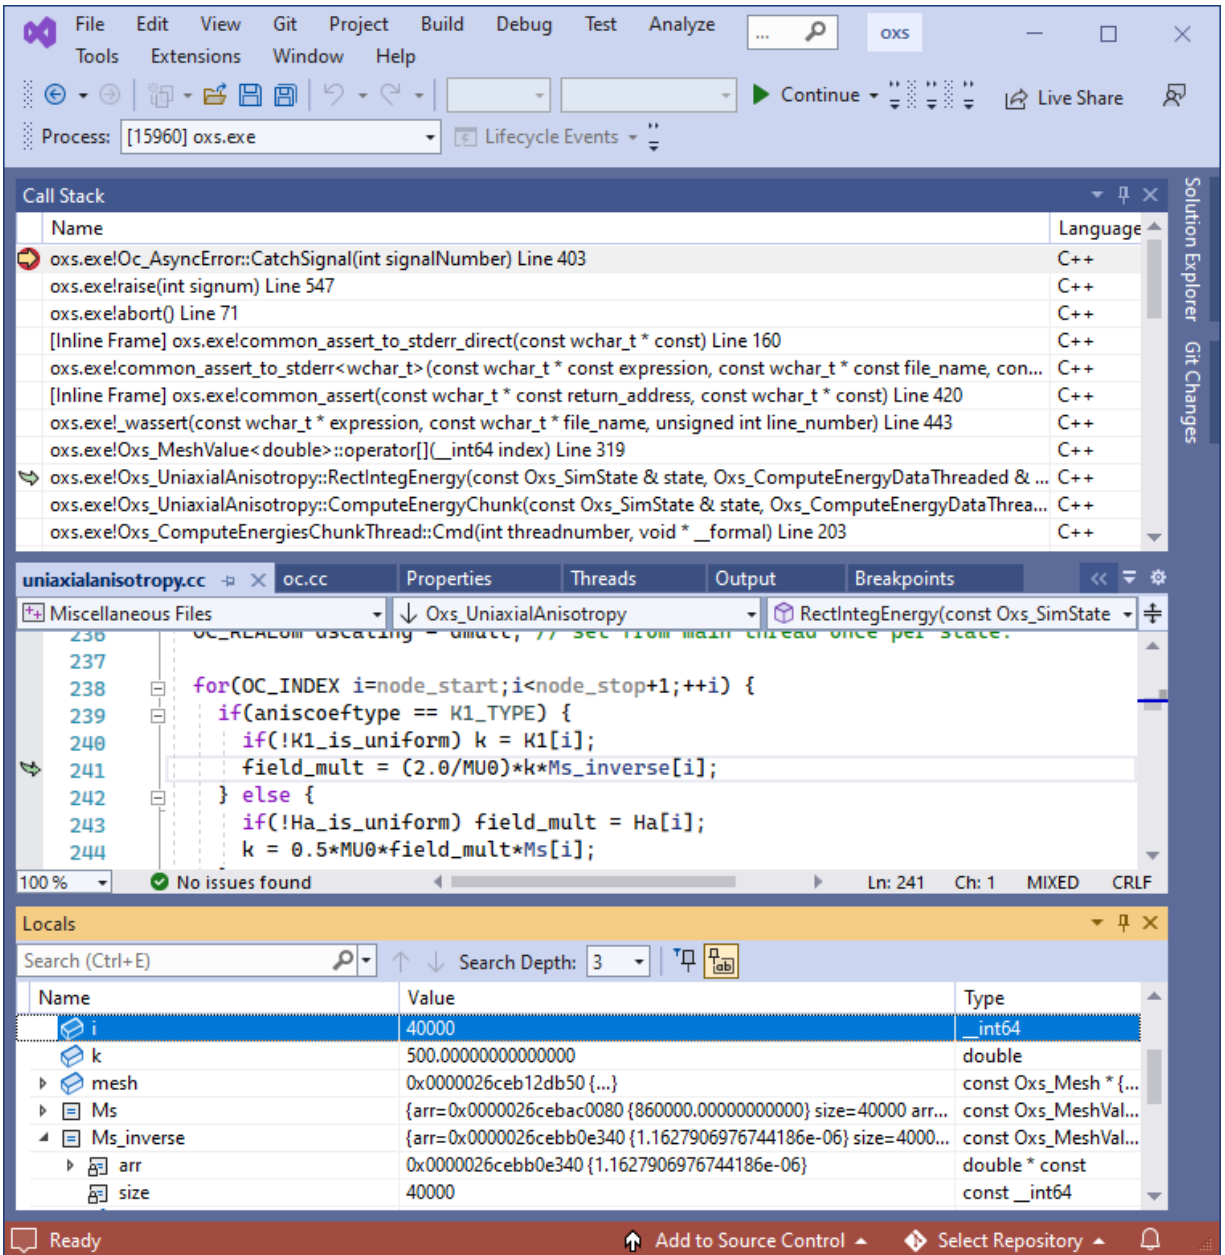 File Edit View Git Project Build Debug Test Analyze ... oxs
Tools Extensions Window Help
Continue Live Share
Process: [15960] oxs.exe Lifecycle Events
Call Stack
Name Language
oxs.exe!Oc_AsyncError::CatchSignal(int signalNumber) Line 403 C++
oxs.exe!raise(int signum) Line 547 C++
oxs.exe!abort() Line 71 C++
[Inline Frame] oxs.exe!common_assert_to_stderr_direct(const wchar_t * const) Line 160 C++
oxs.exe!common_assert_to_stderr<wchar_t>(const wchar_t * const expression, const wchar_t * const file_name, con... C++
[Inline Frame] oxs.exe!common_assert(const wchar_t * const return_address, const wchar_t * const) Line 420 C++
oxs.exe!_wassert(const wchar_t * expression, const wchar_t * file_name, unsigned int line_number) Line 443 C++
oxs.exe!Oxs_MeshValue<double>::operator[](__int64 index) Line 319 C++
oxs.exe!Oxs_UniaxialAnisotropy::RectIntegEnergy(const Oxs_SimState & state, Oxs_ComputeEnergyDataThreaded & ... C++
oxs.exe!Oxs_UniaxialAnisotropy::ComputeEnergyChunk(const Oxs_SimState & state, Oxs_ComputeEnergyDataThrea... C++
oxs.exe!Oxs_ComputeEnergiesChunkThread::Cmd(int threadnumber, void * __formal) Line 203 C++
Solution Explorer
Git Changes
uniaxialanisotropy.cc oc.cc Properties Threads Output Breakpoints
Miscellaneous Files Oxs_UniaxialAnisotropy RectIntegEnergy(const Oxs_SimState
236 OC_REAL8m dscaling = dmult; // Set from main thread once per state.
237
238 for(OC_INDEX i=node_start;i<node_stop+1;++i) {
239 if(aniscoeftype == K1_TYPE) {
240 if(!K1_is_uniform) k = K1[i];
241 field_mult = (2.0/MU0)*k*Ms_inverse[i];
242 } else {
243 if(!Ha_is_uniform) field_mult = Ha[i];
244 k = 0.5*MU0*field_mult*Ms[i];
100 % No issues found Ln: 241 Ch: 1 MIXED CRLF
Locals
Search (Ctrl+E) Search Depth: 3
Name Value Type
i 40000 __int64
k 500.00000000000000 double
mesh 0x0000026ceb12db50 {...} const Oxs_Mesh * {...
Ms {arr=0x0000026cebac0080 {860000.00000000000} size=40000 arr... const Oxs_MeshVal...
Ms_inverse {arr=0x0000026cebb0e340 {1.1627906976744186e-06} size=4000... const Oxs_MeshVal...
arr 0x0000026cebb0e340 {1.1627906976744186e-06} double * const
size 40000 const __int64
Ready Add to Source Control Select Repository